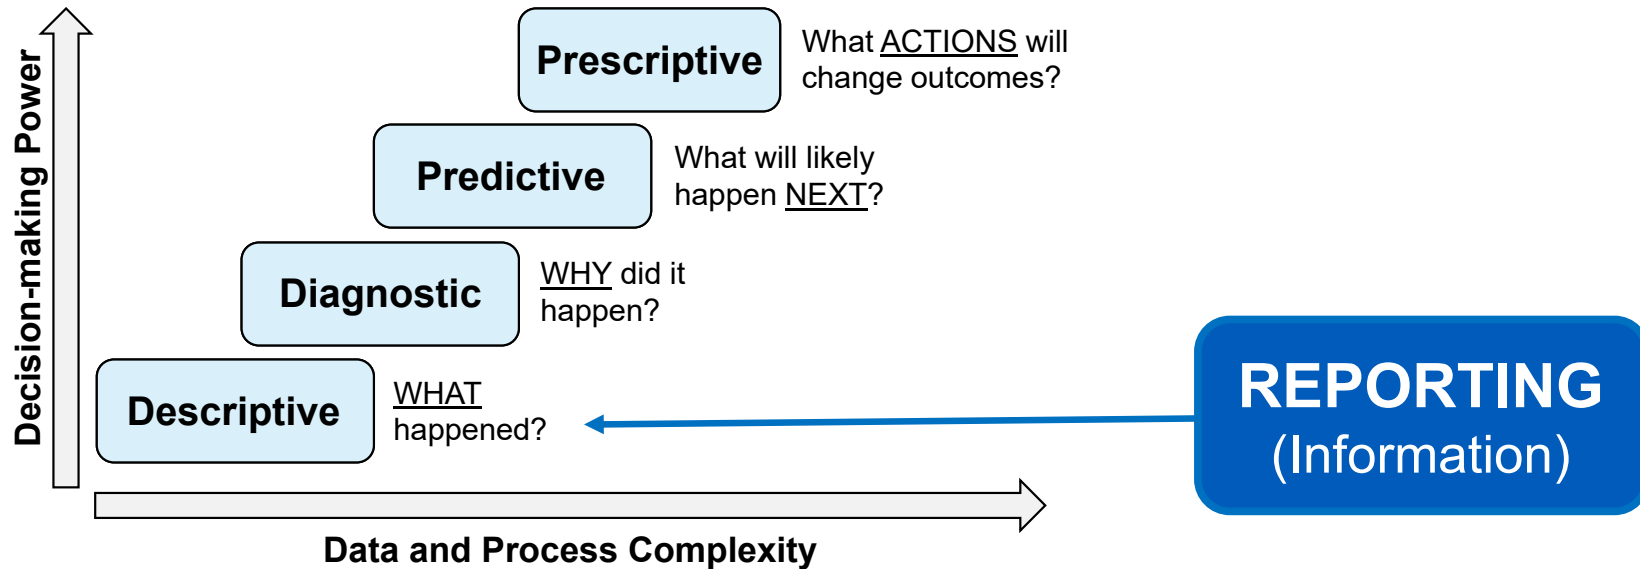 Decision-making Power
Prescriptive
What ACTIONS will
change outcomes?
Predictive
What will likely
happen NEXT?
Diagnostic
WHY did it
happen?
Descriptive
WHAT
happened?
REPORTING
(Information)
Data and Process Complexity